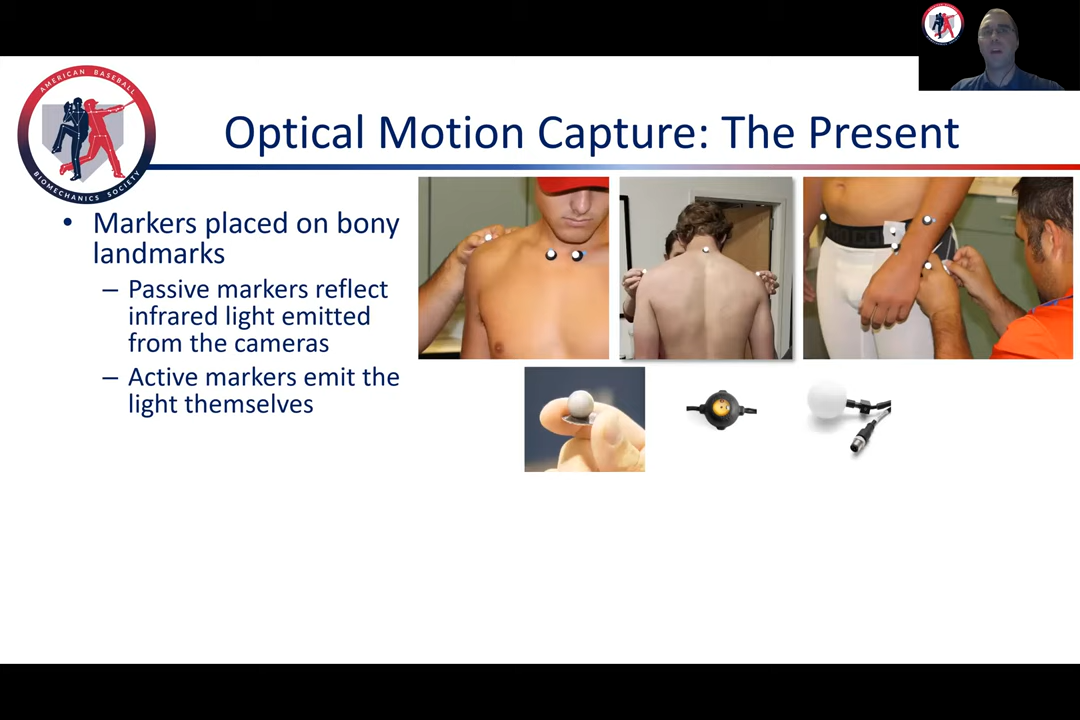 AMERICAN BASEBALL
BIOMECHANICS SOCIETY
Optical Motion Capture: The Present
• Markers placed on bony
landmarks
– Passive markers reflect
infrared light emitted
from the cameras
– Active markers emit the
light themselves